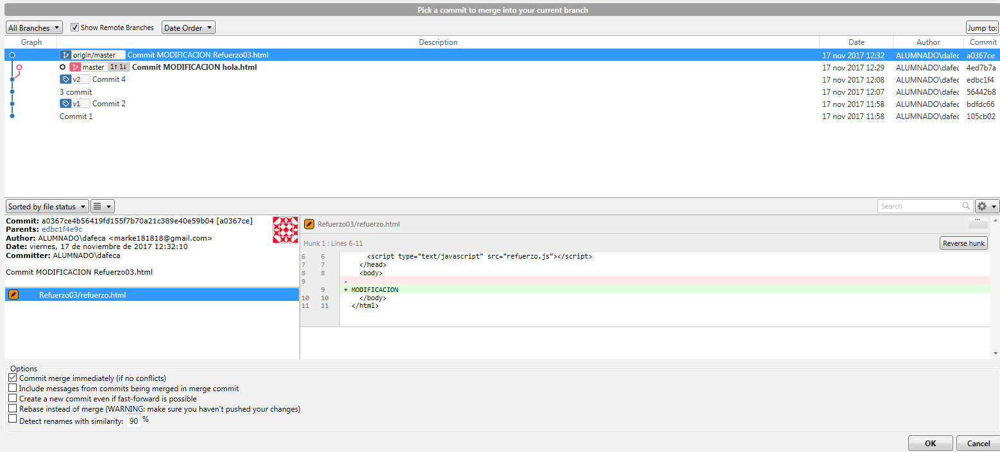 Pick a commit to merge into your current branch
All Branches Show Remote Branches Date Order Jump to:
Graph Description Date Author Commit
origin/master Commit MODIFICACION Refuerzo03.html 17 nov 2017 12:32 ALUMNADO\dafec a0367ce
master 1↑ 1↓ Commit MODIFICACION hola.html 17 nov 2017 12:29 ALUMNADO\dafec 4ed7b7a
v2 Commit 4 17 nov 2017 12:08 ALUMNADO\dafec edbc1f4
3 commit 17 nov 2017 12:07 ALUMNADO\dafec 56442b8
v1 Commit 2 17 nov 2017 11:58 ALUMNADO\dafec bdfdc66
Commit 1 17 nov 2017 11:58 ALUMNADO\dafec 105cb02
Sorted by file status Search
Commit: a0367ce4b56419fd155f7b70a21c389e40e59b04 [a0367ce]
Parents: edbc1f4e9c
Author: ALUMNADO\dafeca <marke181818@gmail.com>
Date: viernes, 17 de noviembre de 2017 12:32:10
Committer: ALUMNADO\dafeca
Commit MODIFICACION Refuerzo03.html
Refuerzo03/refuerzo.html
Refuerzo03/refuerzo.html
Hunk 1 : Lines 6-11 Reverse hunk
6 6 <script type="text/javascript" src="refuerzo.js"></script>
7 7 </head>
8 8 <body>
9 -
9 + MODIFICACION
10 10 </body>
11 11 </html>
Options
Commit merge immediately (if no conflicts)
Include messages from commits being merged in merge commit
Create a new commit even if fast-forward is possible
Rebase instead of merge (WARNING: make sure you haven't pushed your changes)
Detect renames with similarity: 90 %
OK Cancel